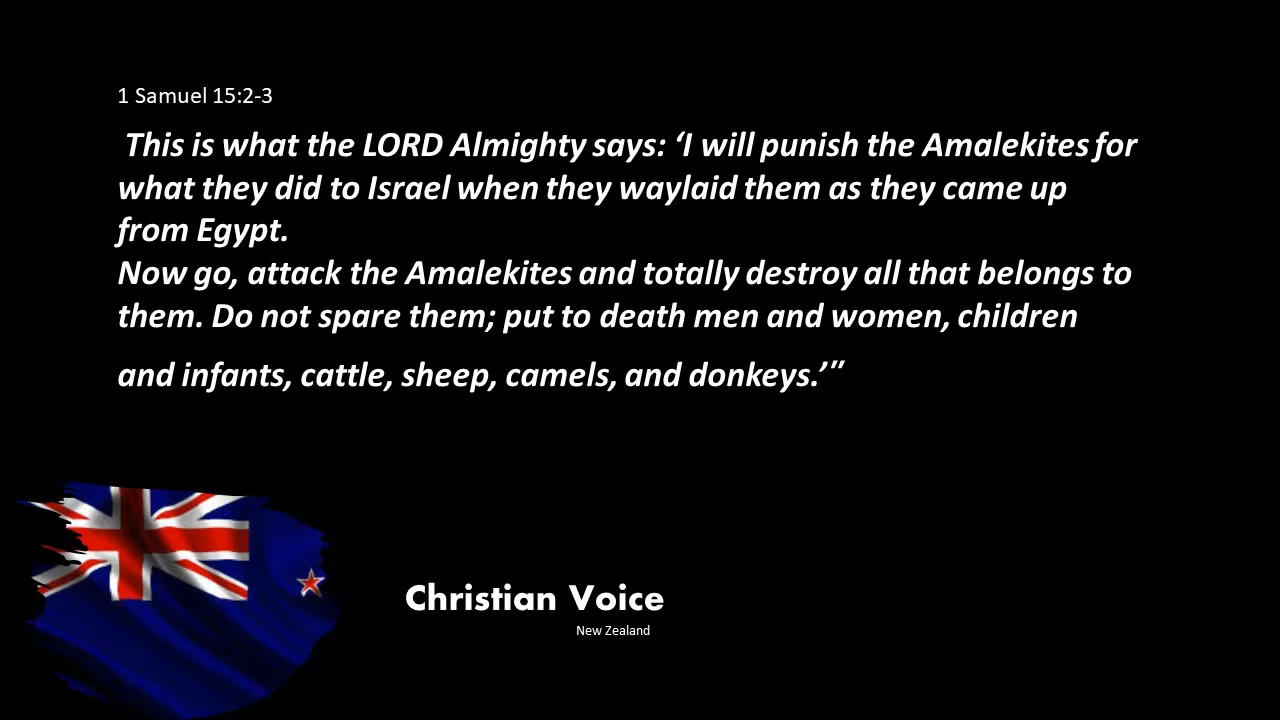 1 Samuel 15:2-3
This is what the LORD Almighty says: ‘I will punish the Amalekites for
what they did to Israel when they waylaid them as they came up
from Egypt.
Now go, attack the Amalekites and totally destroy all that belongs to
them. Do not spare them; put to death men and women, children
and infants, cattle, sheep, camels, and donkeys.’”
Christian Voice
New Zealand